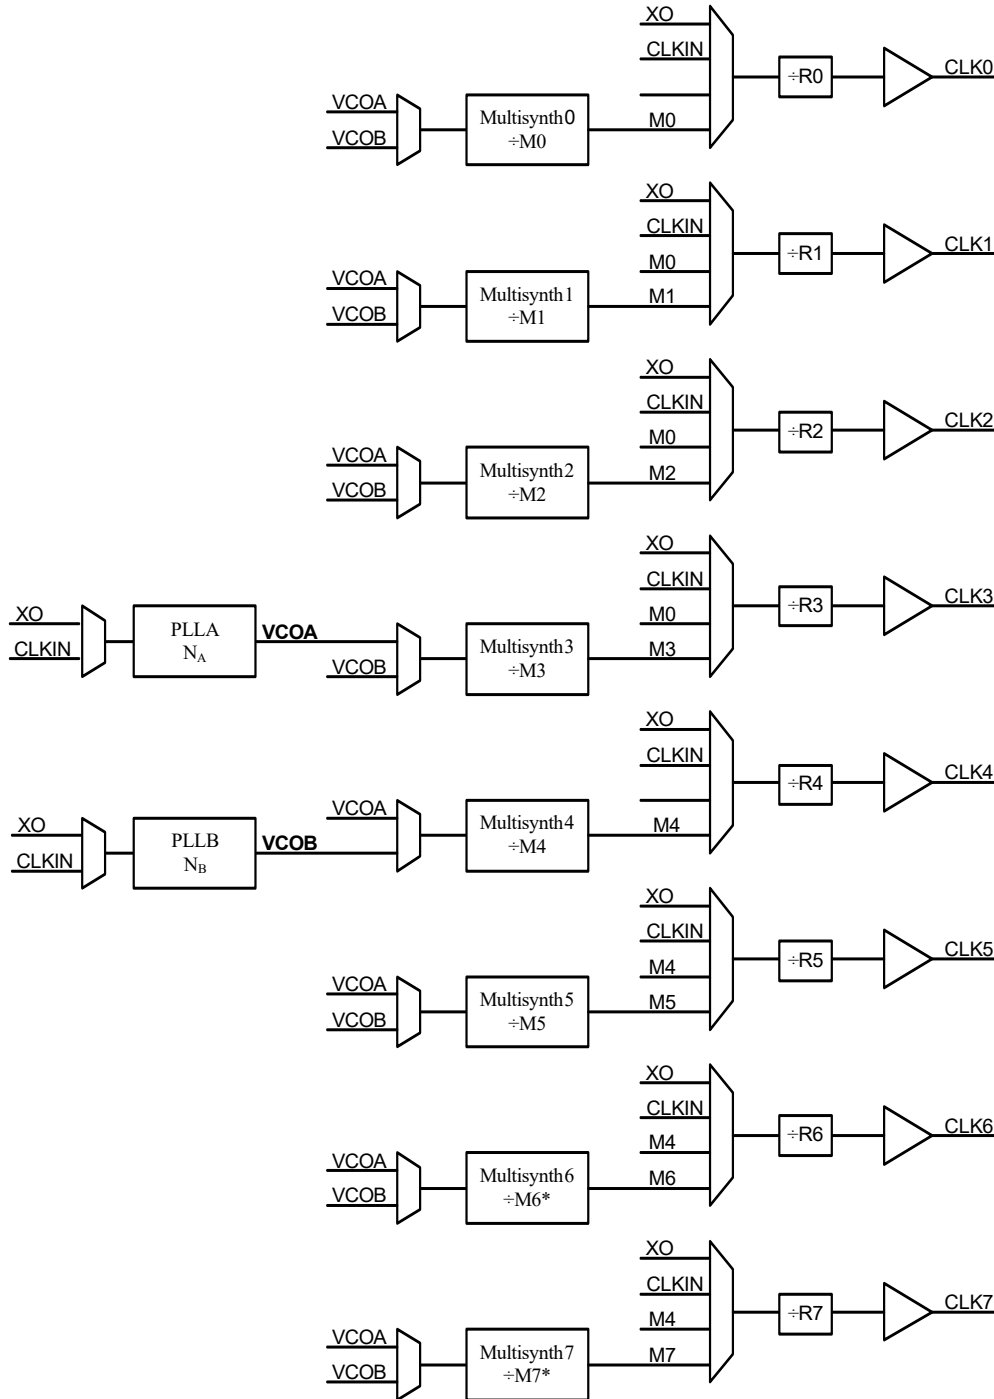 XO
CLKIN
M0
VCOA
VCOB
Multisynth0
÷M0
÷R0
CLK0
XO
CLKIN
M0
M1
VCOA
VCOB
Multisynth1
÷M1
÷R1
CLK1
XO
CLKIN
M0
M2
VCOA
VCOB
Multisynth2
÷M2
÷R2
CLK2
XO
CLKIN
PLLA
NA
VCOA
VCOB
Multisynth3
÷M3
XO
CLKIN
M0
M3
÷R3
CLK3
XO
CLKIN
PLLB
NB
VCOB
VCOA
Multisynth4
÷M4
XO
CLKIN
M4
÷R4
CLK4
XO
CLKIN
M4
M5
VCOA
VCOB
Multisynth5
÷M5
÷R5
CLK5
XO
CLKIN
M4
M6
VCOA
VCOB
Multisynth6
÷M6*
÷R6
CLK6
XO
CLKIN
M4
M7
VCOA
VCOB
Multisynth7
÷M7*
÷R7
CLK7